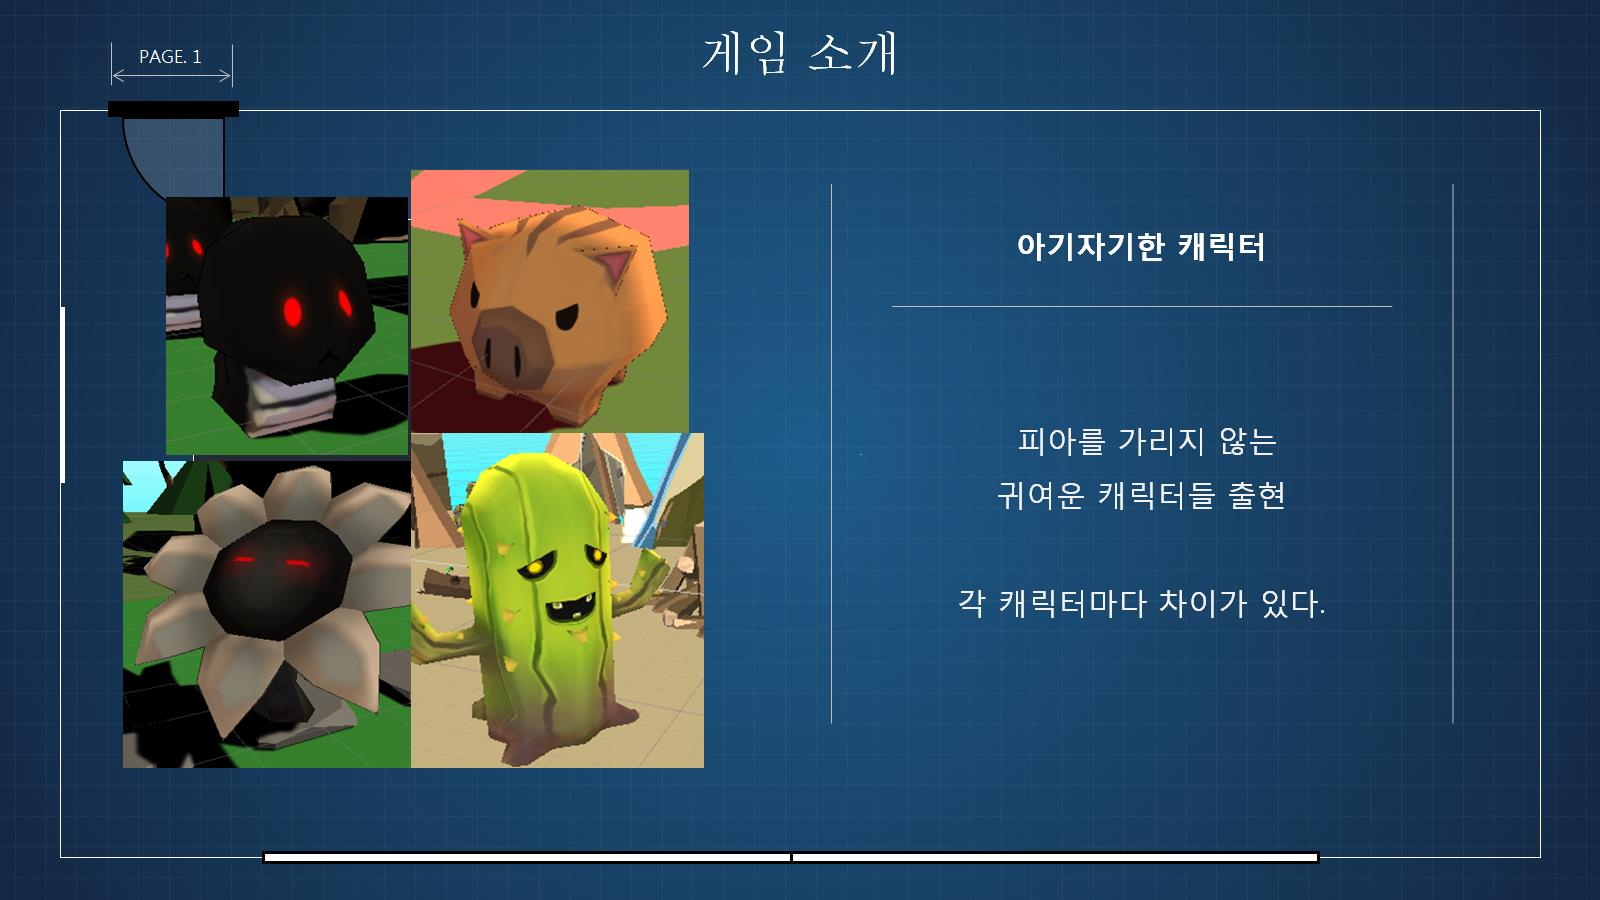 PAGE. 1
게임 소개
아기자기한 캐릭터
피아를 가리지 않는
귀여운 캐릭터들 출현
각 캐릭터마다 차이가 있다.